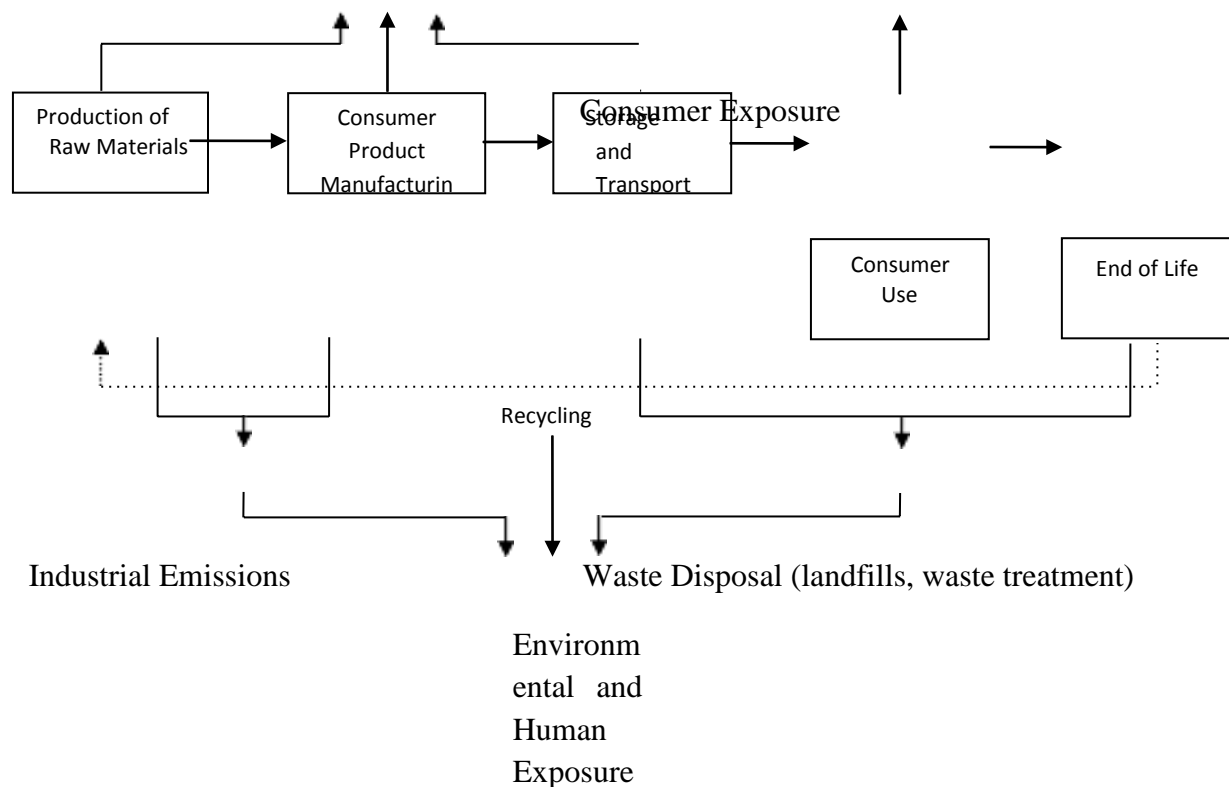 Consumer Exposure
Production of
Raw Materials
Consumer
Product
Manufacturin
Storage
and
Transport
Consumer
Use
End of Life
Recycling
Industrial Emissions
Waste Disposal (landfills, waste treatment)
Environm
ental and
Human
Exposure